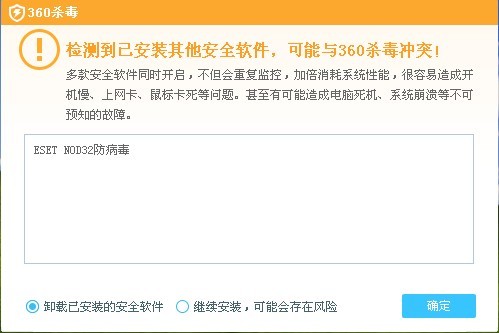 360杀毒
检测到已安装其他安全软件，可能与360杀毒冲突！
多款安全软件同时开启，不但会重复监控，加倍消耗系统性能，很容易造成开
机慢、上网卡、鼠标卡死等问题。甚至有可能造成电脑死机、系统崩溃等不可
预知的故障。
ESET NOD32防病毒
卸载已安装的安全软件 继续安装，可能会存在风险 确定